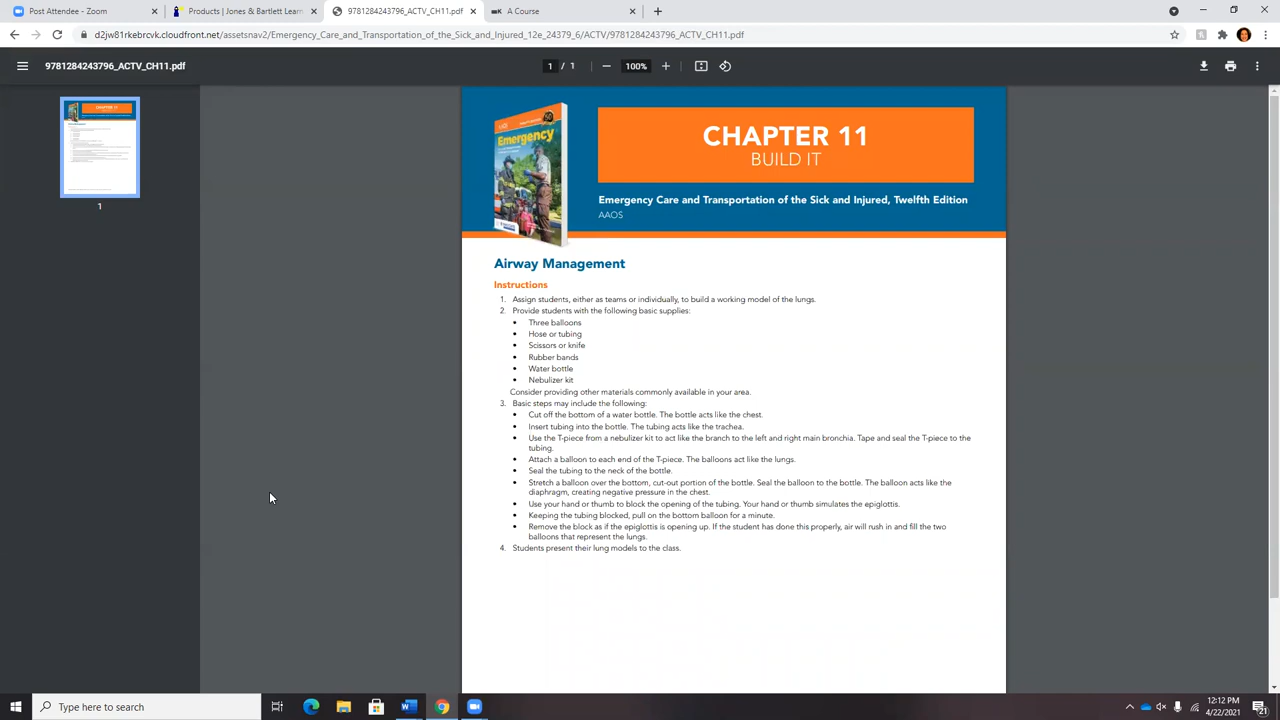 Post Attendee - Zoom
Products | Jones & Bartlett Learn
9781284243796_ACTV_CH11.pdf
A Course
d2jw81rkebrcvk.cloudfront.net/assetsnav2/Emergency_Care_and_Transportation_of_the_Sick_and_Injured_12e_24379_6/ACTV/9781284243796_ACTV_CH11.pdf
9781284243796_ACTV_CH11.pdf
1 / 1
100%
1
Emergency
CHAPTER 11
BUILD IT
Emergency Care and Transportation of the Sick and Injured, Twelfth Edition
AAOS
Airway Management
Instructions
1. Assign students, either as teams or individually, to build a working model of the lungs.
2. Provide students with the following basic supplies:
• Three balloons
• Hose or tubing
• Scissors or knife
• Rubber bands
• Water bottle
• Nebulizer kit
Consider providing other materials commonly available in your area.
3. Basic steps may include the following:
• Cut off the bottom of a water bottle. The bottle acts like the chest.
• Insert tubing into the bottle. The tubing acts like the trachea.
• Use the T-piece from a nebulizer kit to act like the branch to the left and right main bronchia. Tape and seal the T-piece to the
tubing.
• Attach a balloon to each end of the T-piece. The balloons act like the lungs.
• Seal the tubing to the neck of the bottle.
• Stretch a balloon over the bottom, cut-out portion of the bottle. Seal the balloon to the bottle. The balloon acts like the
diaphragm, creating negative pressure in the chest.
• Use your hand or thumb to block the opening of the tubing. Your hand or thumb simulates the epiglottis.
• Keeping the tubing blocked, pull on the bottom balloon for a minute.
• Remove the block as if the epiglottis is opening up. If the student has done this properly, air will rush in and fill the two
balloons that represent the lungs.
4. Students present their lung models to the class.
Type here to search
12:12 PM
4/22/2021